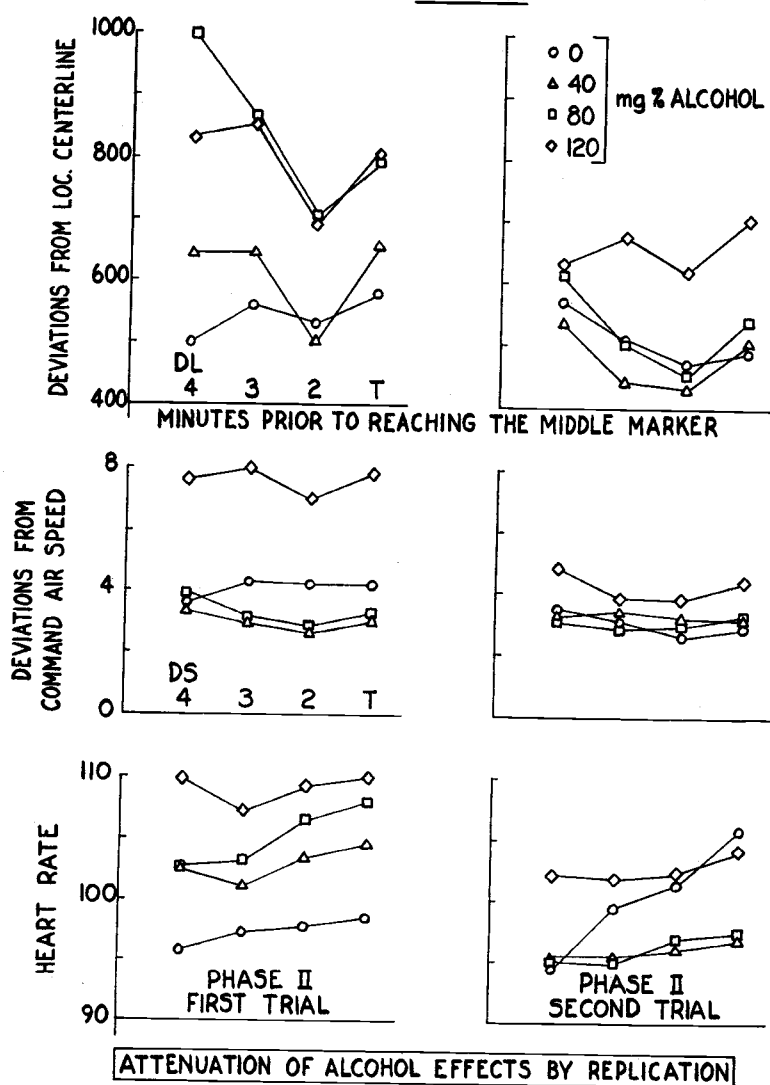 1000
800
600
400
DEVIATIONS FROM LOC. CENTERLINE
DL
4 3 2 T
○ 0
△ 40
□ 80
◇ 120
mg % ALCOHOL
MINUTES PRIOR TO REACHING THE MIDDLE MARKER
8
4
0
DEVIATIONS FROM
COMMAND AIR SPEED
DS
4 3 2 T
110
100
90
HEART RATE
PHASE II
FIRST TRIAL
PHASE II
SECOND TRIAL
ATTENUATION OF ALCOHOL EFFECTS BY REPLICATION